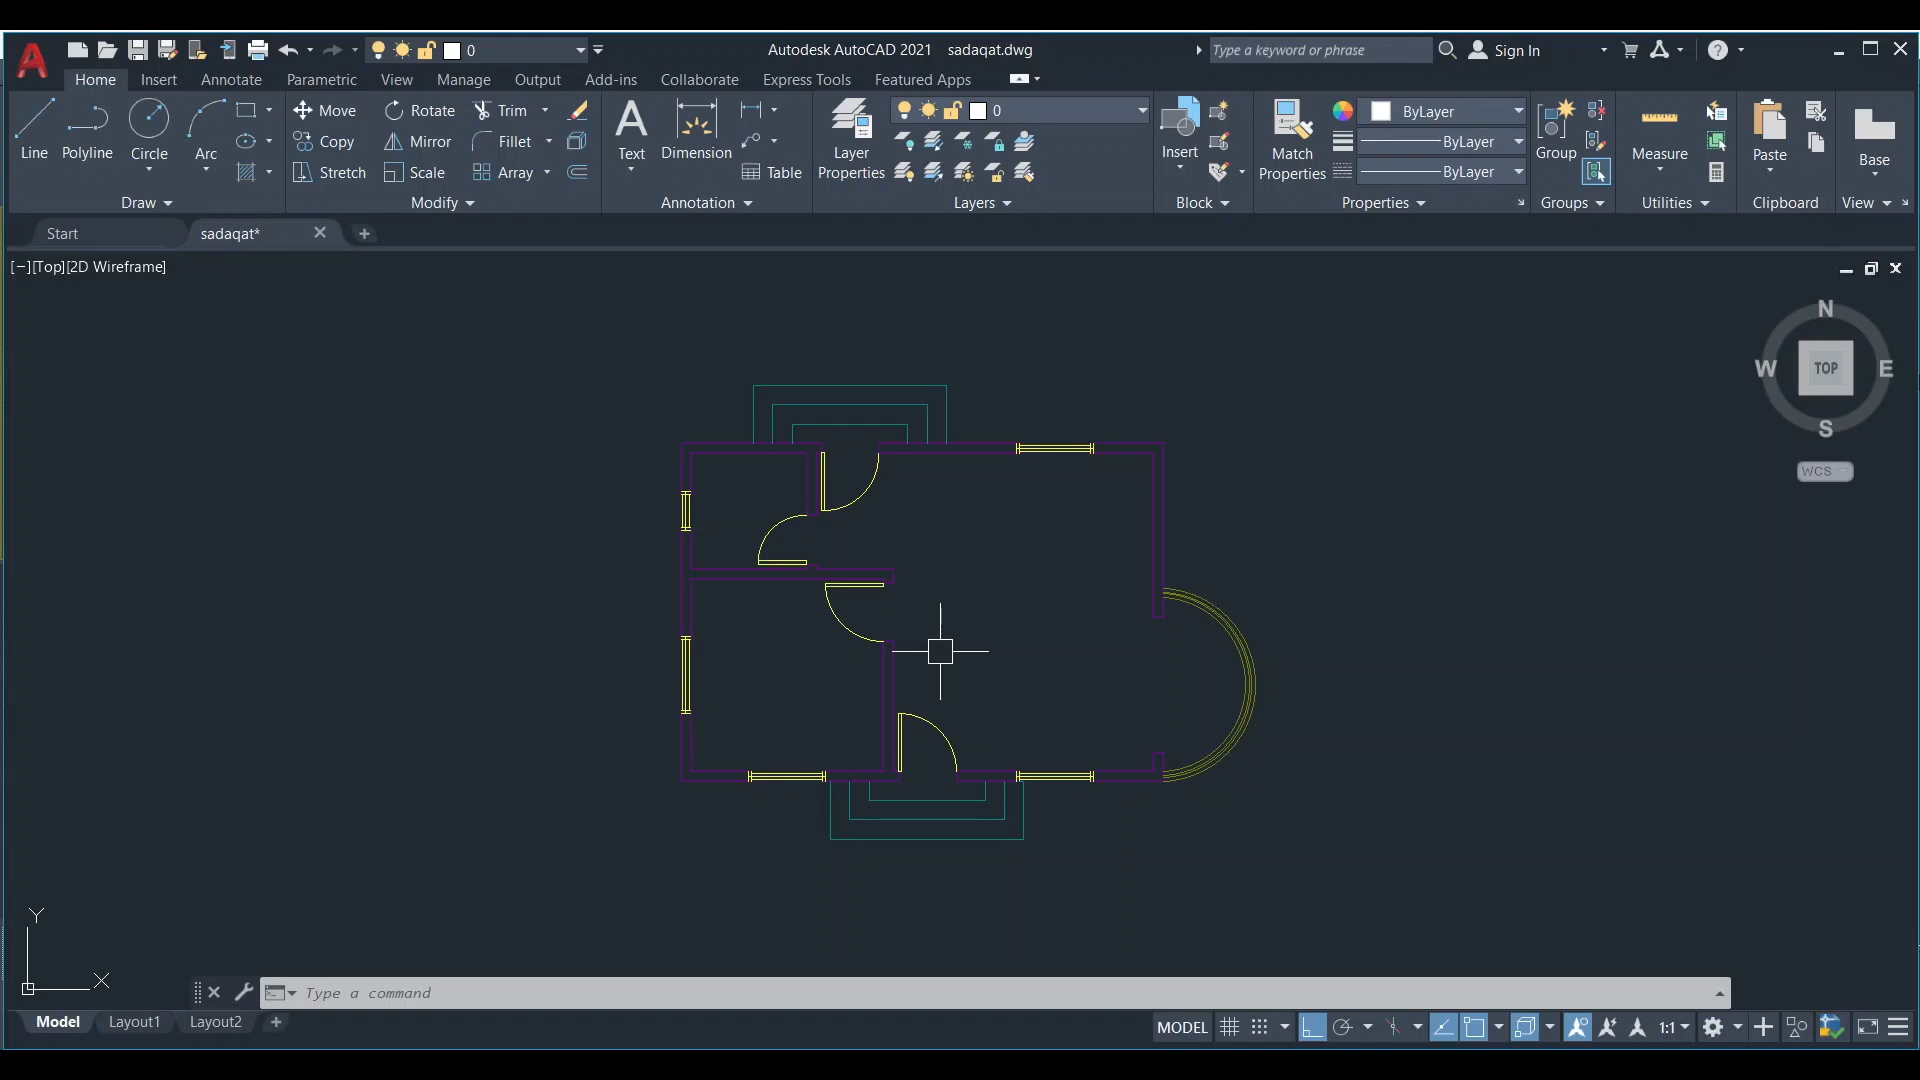 0
Autodesk AutoCAD 2021 sadaqat.dwg
Type a keyword or phrase
Sign In
Home Insert Annotate Parametric View Manage Output Add-ins Collaborate Express Tools Featured Apps
Line Polyline Circle Arc
Draw
Move Rotate Trim
Copy Mirror Fillet
Stretch Scale Array
Modify
Text Dimension Table
Annotation
Layer Properties
0
Layers
Insert
Block
Match Properties
ByLayer
ByLayer
ByLayer
Properties
Group
Groups
Measure
Utilities
Paste
Clipboard
Base
View
Start sadaqat*
[−][Top][2D Wireframe]
N
W TOP E
S
WCS
Y
X
Type a command
Model Layout1 Layout2
MODEL 1:1